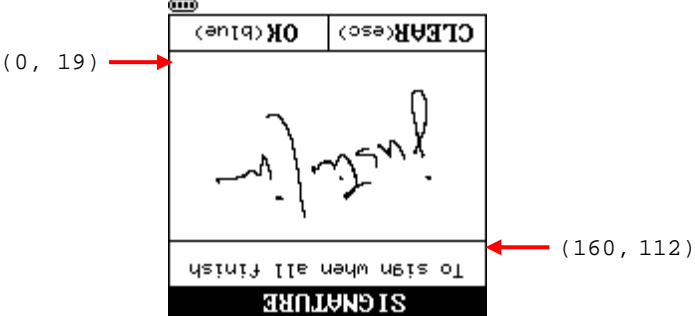 CLEAR(esc) OK(blue)
(0, 19)
(160, 112)
To sign when all finish
SIGNATURE